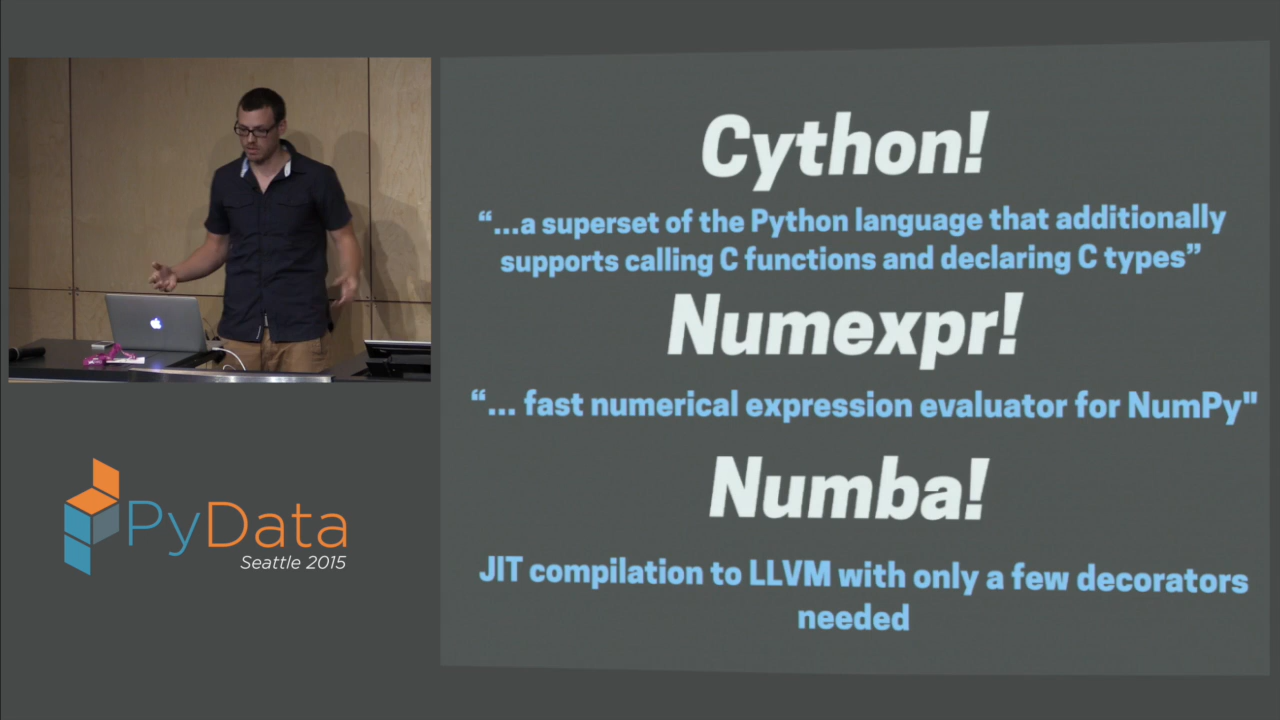 Cython!
“...a superset of the Python language that additionally
supports calling C functions and declaring C types”
Numexpr!
“... fast numerical expression evaluator for NumPy"
Numba!
JIT compilation to LLVM with only a few decorators
needed
PyData
Seattle 2015